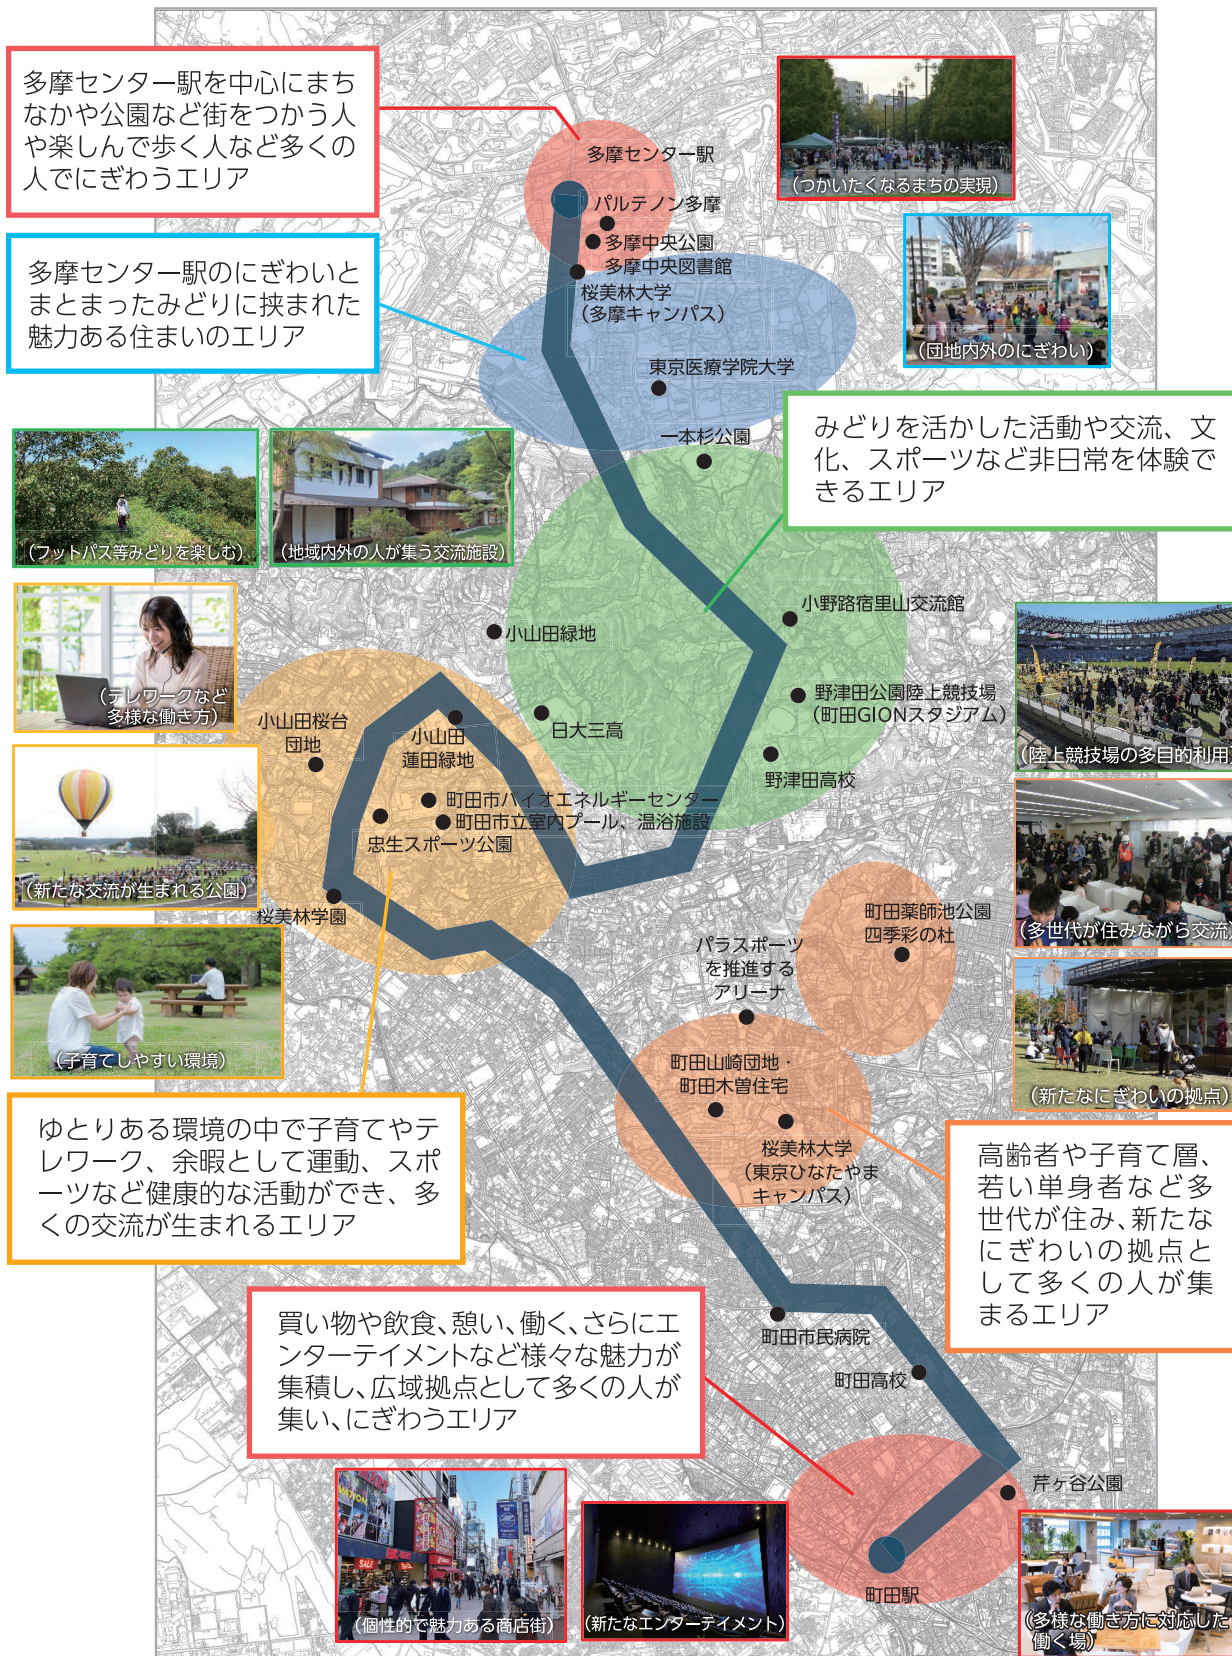 多摩センター駅を中心にまち
なかや公園など街をつかう人
や楽しんで歩く人など多くの
人でにぎわうエリア
多摩センター駅
パルテノン多摩
多摩中央公園
多摩中央図書館
桜美林大学
（多摩キャンパス）
（つかいたくなるまちの実現）
多摩センター駅のにぎわいと
まとまったみどりに挟まれた
魅力ある住まいのエリア
（団地内外のにぎわい）
東京医療学院大学
一本杉公園
みどりを活かした活動や交流、文
化、スポーツなど非日常を体験で
きるエリア
（フットパス等みどりを楽しむ）
（地域内外の人が集う交流施設）
小野路宿里山交流館
小山田緑地
（テレワークなど
多様な働き方）
野津田公園陸上競技場
（町田GIONスタジアム）
小山田桜台
団地
小山田
蓮田緑地
日大三高
野津田高校
（陸上競技場の多目的利用）
町田市バイオエネルギーセンター
町田市立室内プール、温浴施設
忠生スポーツ公園
（新たな交流が生まれる公園）
桜美林学園
町田薬師池公園
四季彩の杜
（多世代が住みながら交流）
パラスポーツ
を推進する
アリーナ
（子育てしやすい環境）
町田山崎団地・
町田木曽住宅
（新たなにぎわいの拠点）
桜美林大学
（東京ひなたやま
キャンパス）
ゆとりある環境の中で子育てやテ
レワーク、余暇として運動、スポ
ーツなど健康的な活動ができ、多
くの交流が生まれるエリア
高齢者や子育て層、
若い単身者など多
世代が住み、新たな
にぎわいの拠点と
して多くの人が集
まるエリア
買い物や飲食、憩い、働く、さらにエ
ンターテイメントなど様々な魅力が
集積し、広域拠点として多くの人が
集い、にぎわうエリア
町田市民病院
町田高校
芹ヶ谷公園
町田駅
SALE
（個性的で魅力ある商店街）
（新たなエンターテイメント）
（多様な働き方に対応した
働く場）